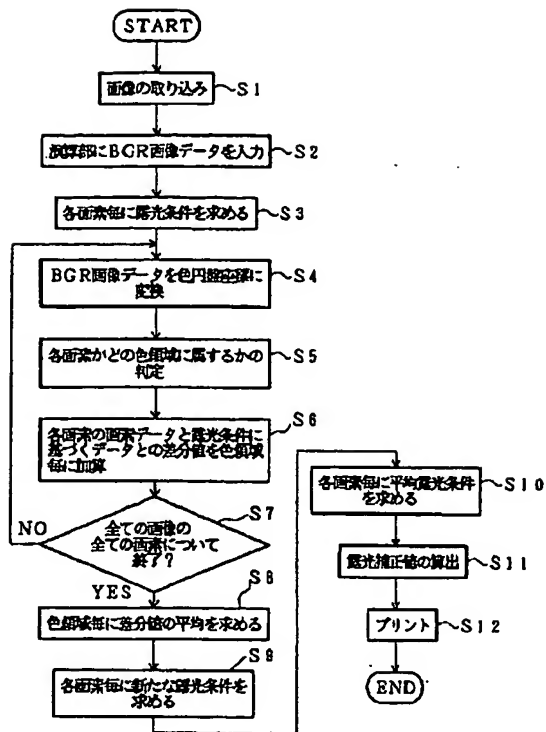 START
画像の取り込み
S1
演算部にBGR画像データを入力
S2
各画素毎に露光条件を求める
S3
BGR画像データを色円盤座標に
変換
S4
各画素がどの色領域に属するかの
判定
S5
各画素の画素データと露光条件に
基づくデータとの差分値を色領域
毎に加算
S6
全ての画像の
全ての画素について
終了?
S7
NO
YES
色領域毎に差分値の平均を求める
S8
各画素毎に新たな露光条件を
求める
S9
各画素毎に平均露光条件
を求める
S10
露光補正値の算出
S11
プリント
S12
END